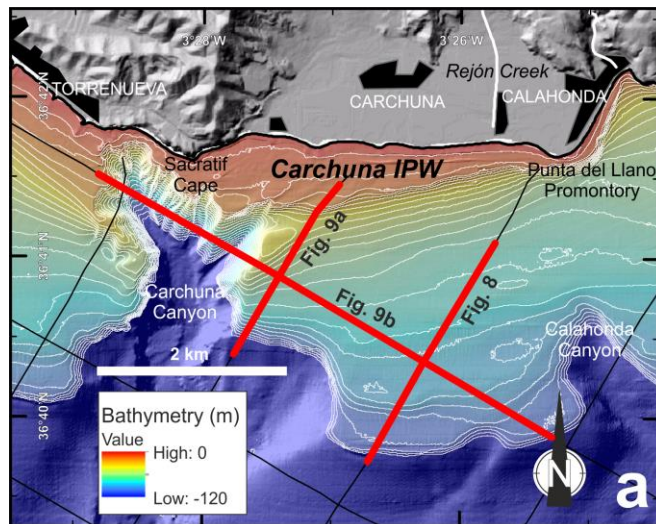 3°28
3°26
36°42
TORRENUEVA
Rejón Creek
CARCHUNA
CALAHONDA
Sacratif
Cape
Carchuna IPW
Punta del Llano
Promontory
36°41
Fig. 9a
Carchuna
Canyon
Fig. 9b
Fig. 8
Calahonda
Canyon
2 km
36°40
Bathymetry (m)
Value
High: 0
Low: -120
N
a